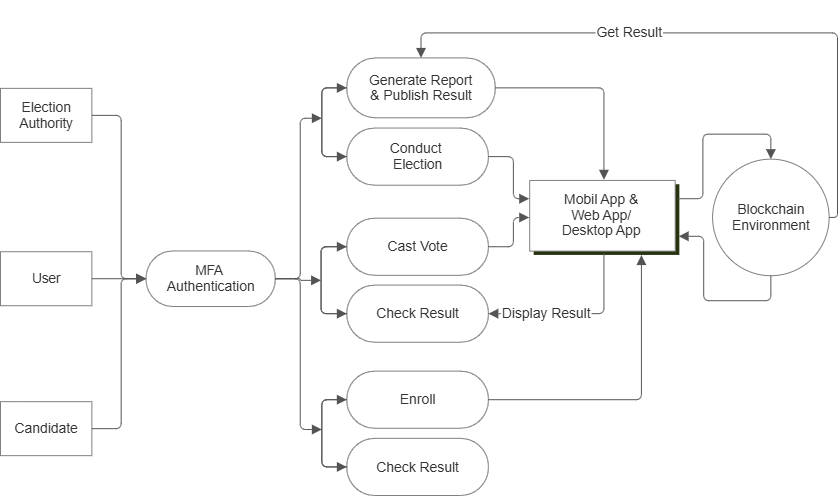 Get Result
Generate Report
& Publish Result
Election
Authority
Conduct
Election
Mobil App &
Web App/
Desktop App
Blockchain
Environment
Cast Vote
User
MFA
Authentication
Check Result
Display Result
Enroll
Candidate
Check Result